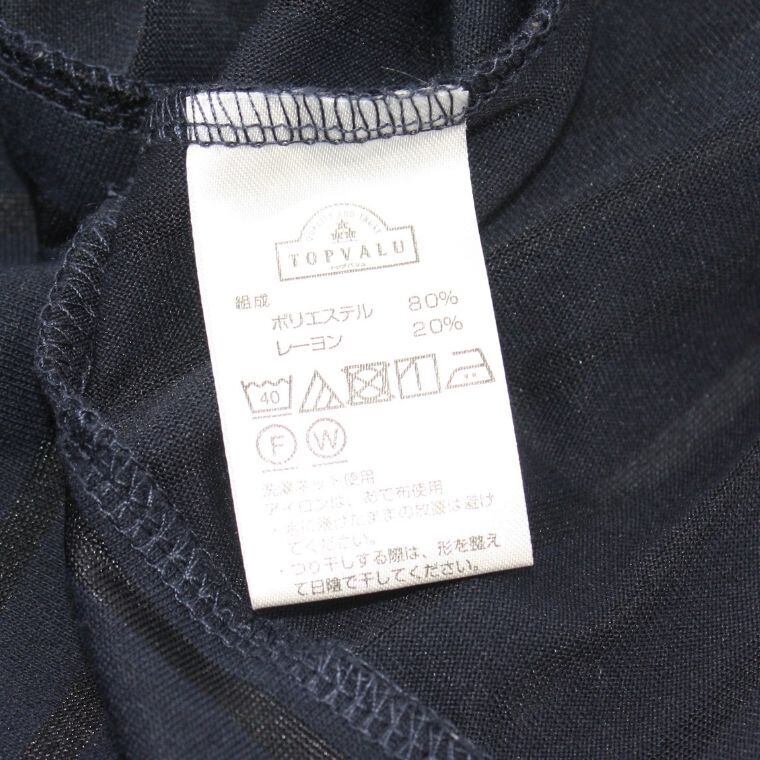 QUALITY AND TRUST
TOPVALU
トップバリュ
組成
ポリエステル 80%
レーヨン 20%
40
F W
洗濯ネット使用
アイロンは、あて布使用
・水に浸けたままの放置は避け
てください。
・つり干しする際は、形を整え
て日陰で干してください。